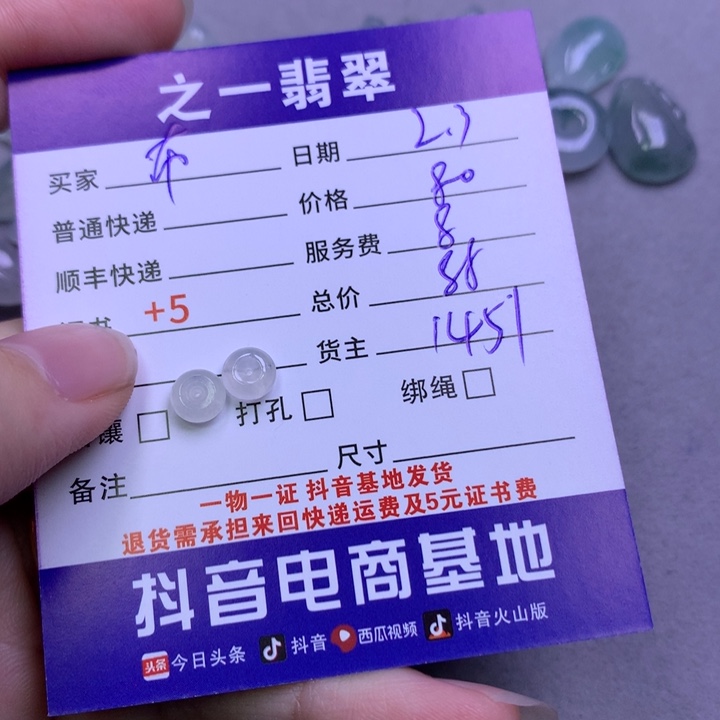 之一翡翠
买家 布 日期 2.3
普通快递 价格 80
顺丰快递 服务费 8
+5 总价 88
货主 1451
镶 打孔 绑绳
备注 尺寸
一物一证 抖音基地发货
退货需承担来回快递运费及5元证书费
抖音电商基地
头条 今日头条 抖音 西瓜视频 抖音火山版